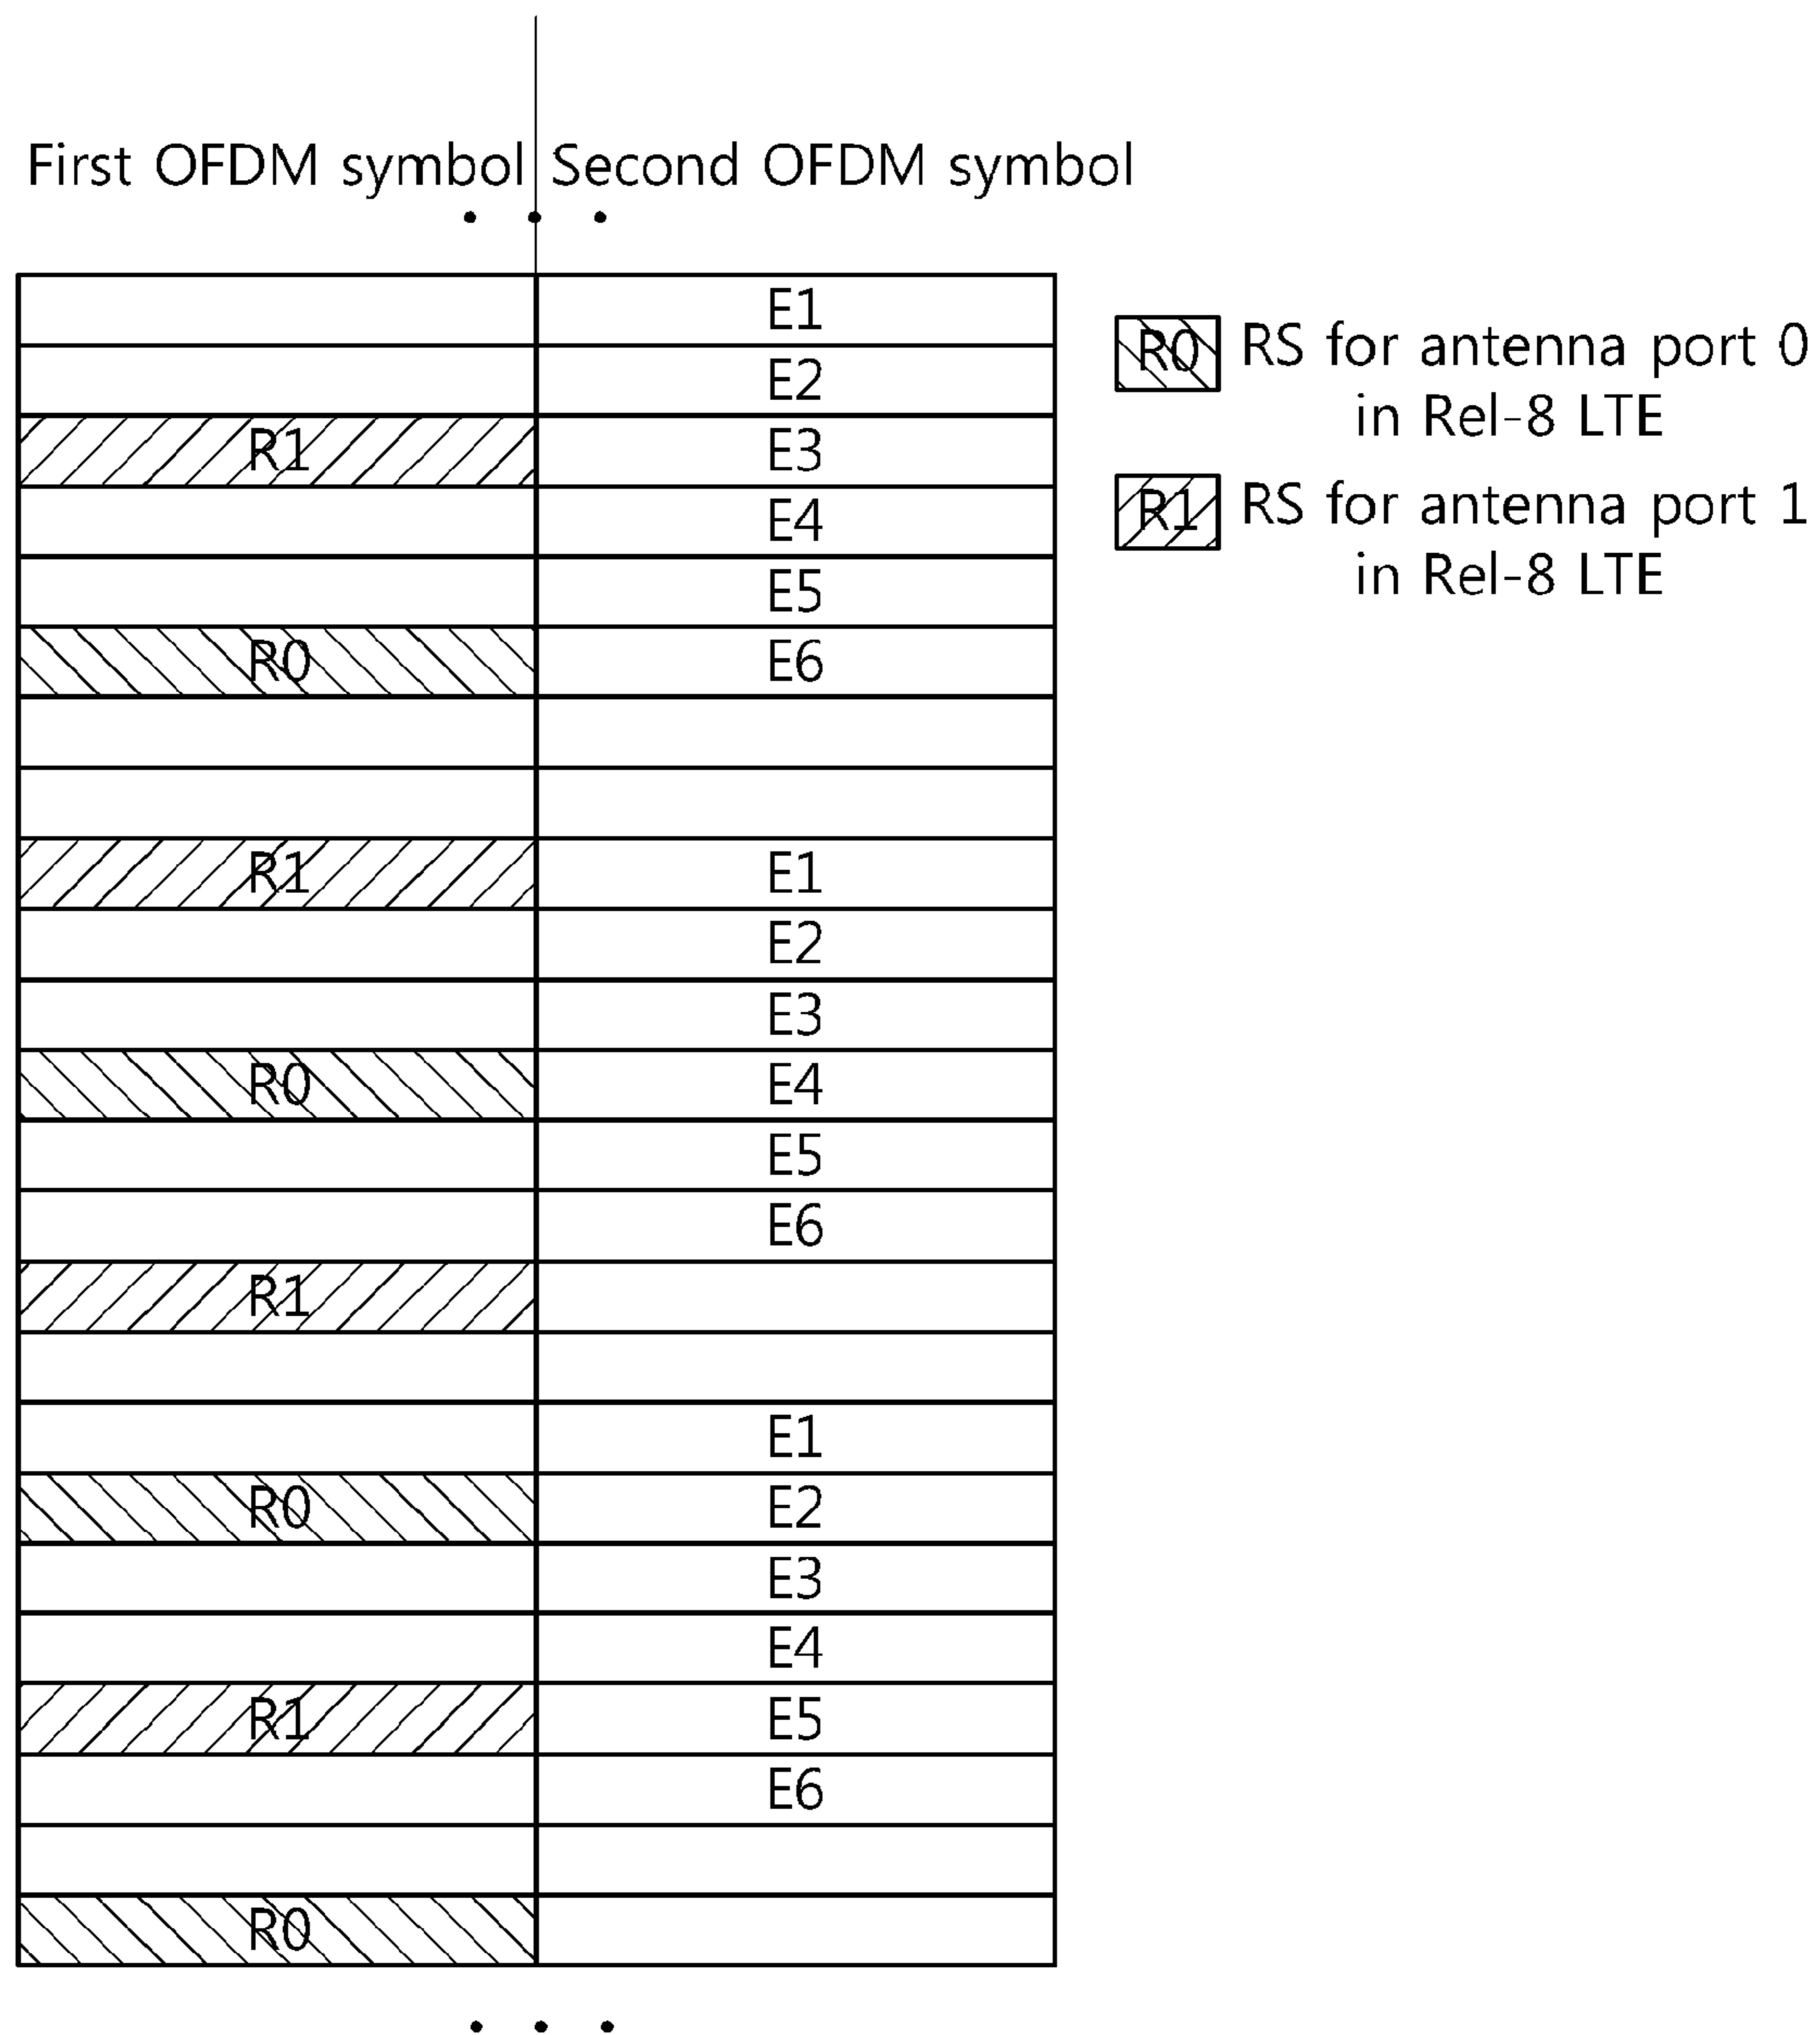 First OFDM symbol Second OFDM symbol
. . .
E1
E2
R1 E3
E4
E5
R0 E6
R1 E1
E2
E3
R0 E4
E5
E6
R1
E1
R0 E2
E3
E4
R1 E5
E6
R0
. . .
R0 RS for antenna port 0
in Rel-8 LTE
R1 RS for antenna port 1
in Rel-8 LTE